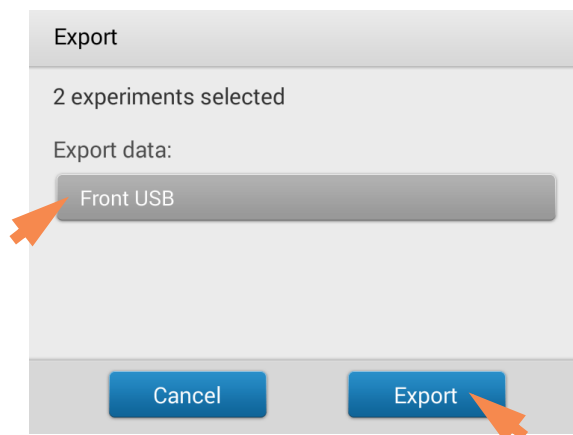 Export
2 experiments selected
Export data:
Front USB
Cancel
Export